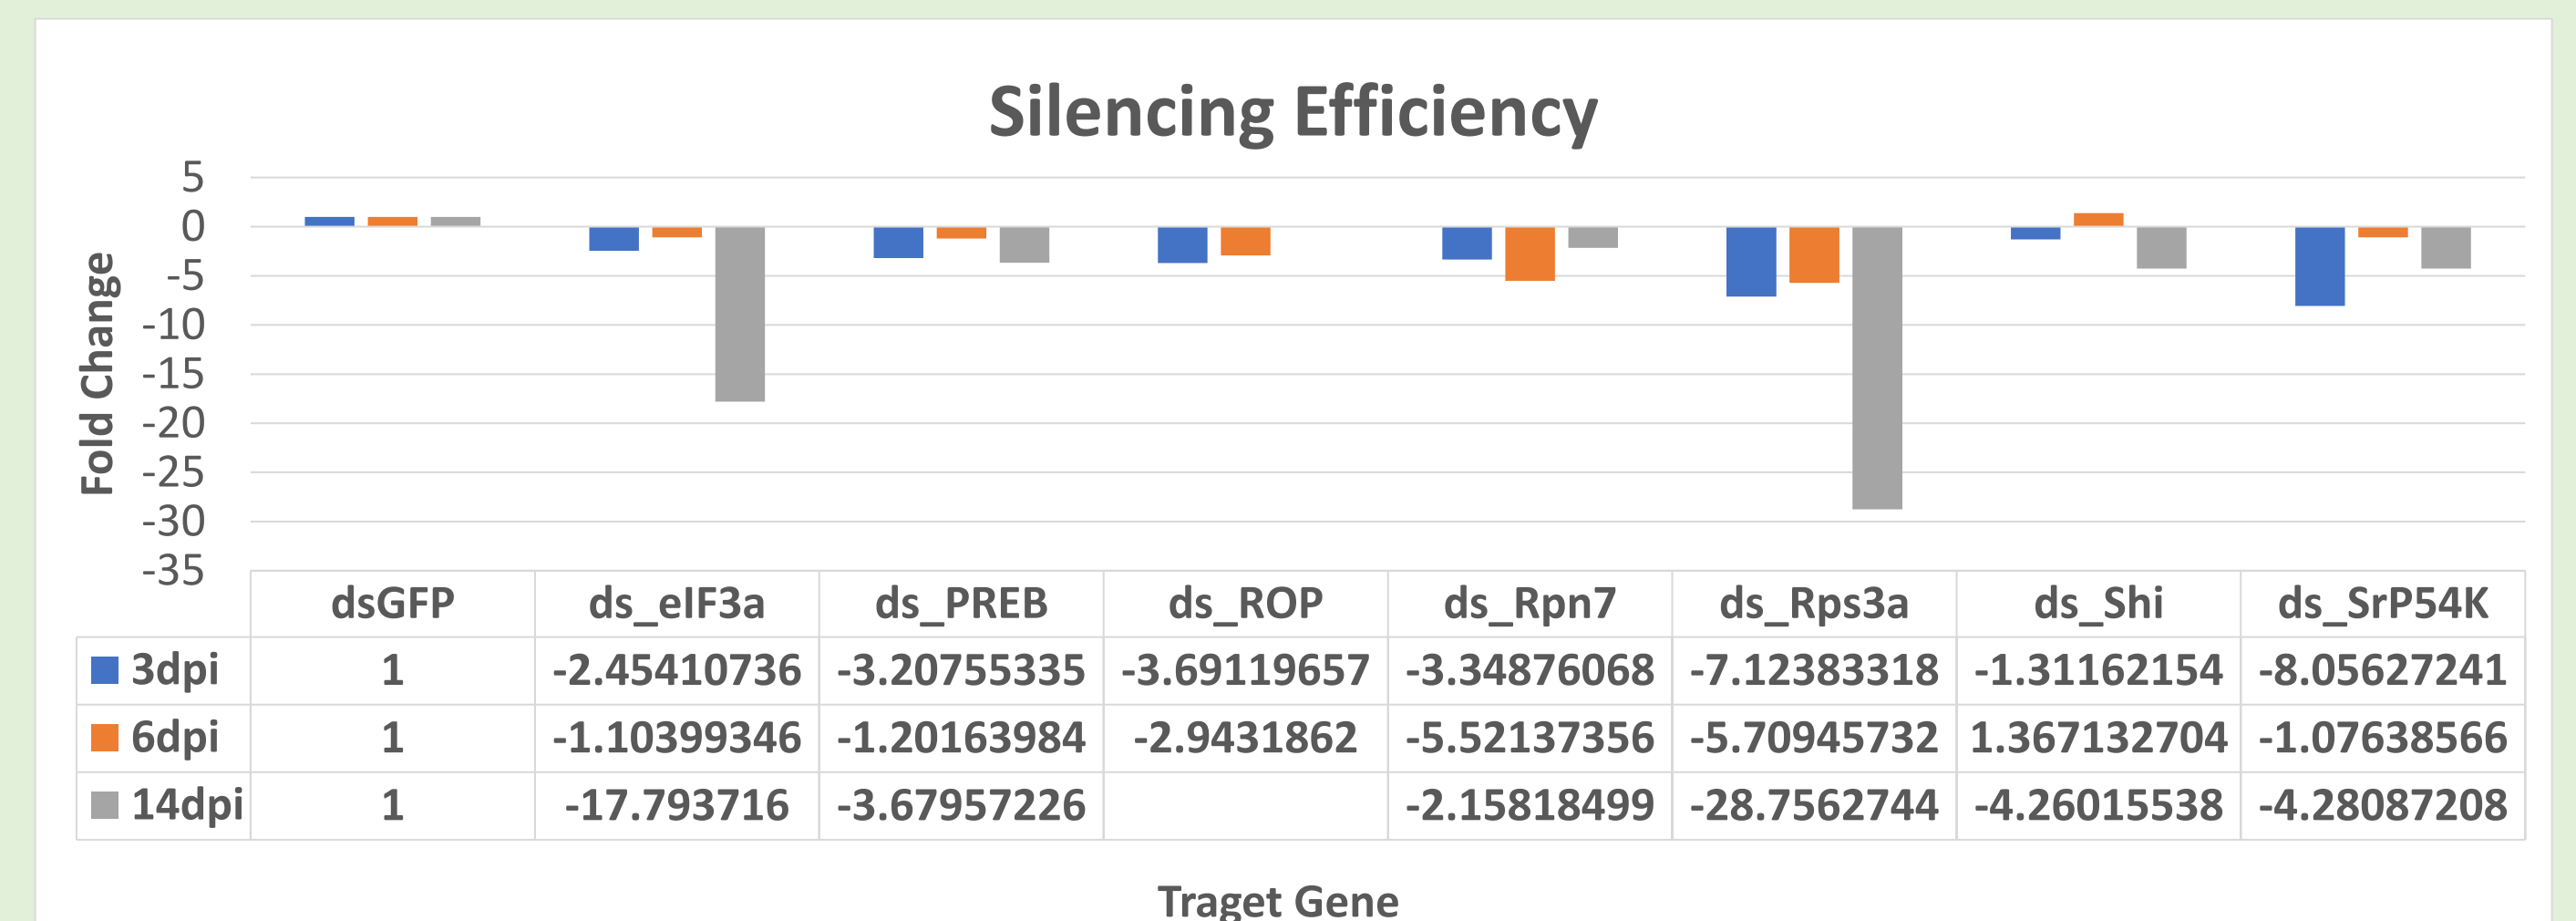 Silencing Efficiency
5
0
-5
-10
-15
-20
-25
-30
-35
Fold Change
dsGFP ds_eIF3a ds_PREB ds_ROP ds_Rpn7 ds_Rps3a ds_Shi ds_SrP54K
3dpi 1 -2.45410736 -3.20755335 -3.69119657 -3.34876068 -7.12383318 -1.31162154 -8.05627241
6dpi 1 -1.10399346 -1.20163984 -2.9431862 -5.52137356 -5.70945732 1.367132704 -1.07638566
14dpi 1 -17.793716 -3.67957226 -2.15818499 -28.7562744 -4.26015538 -4.28087208
Traget Gene